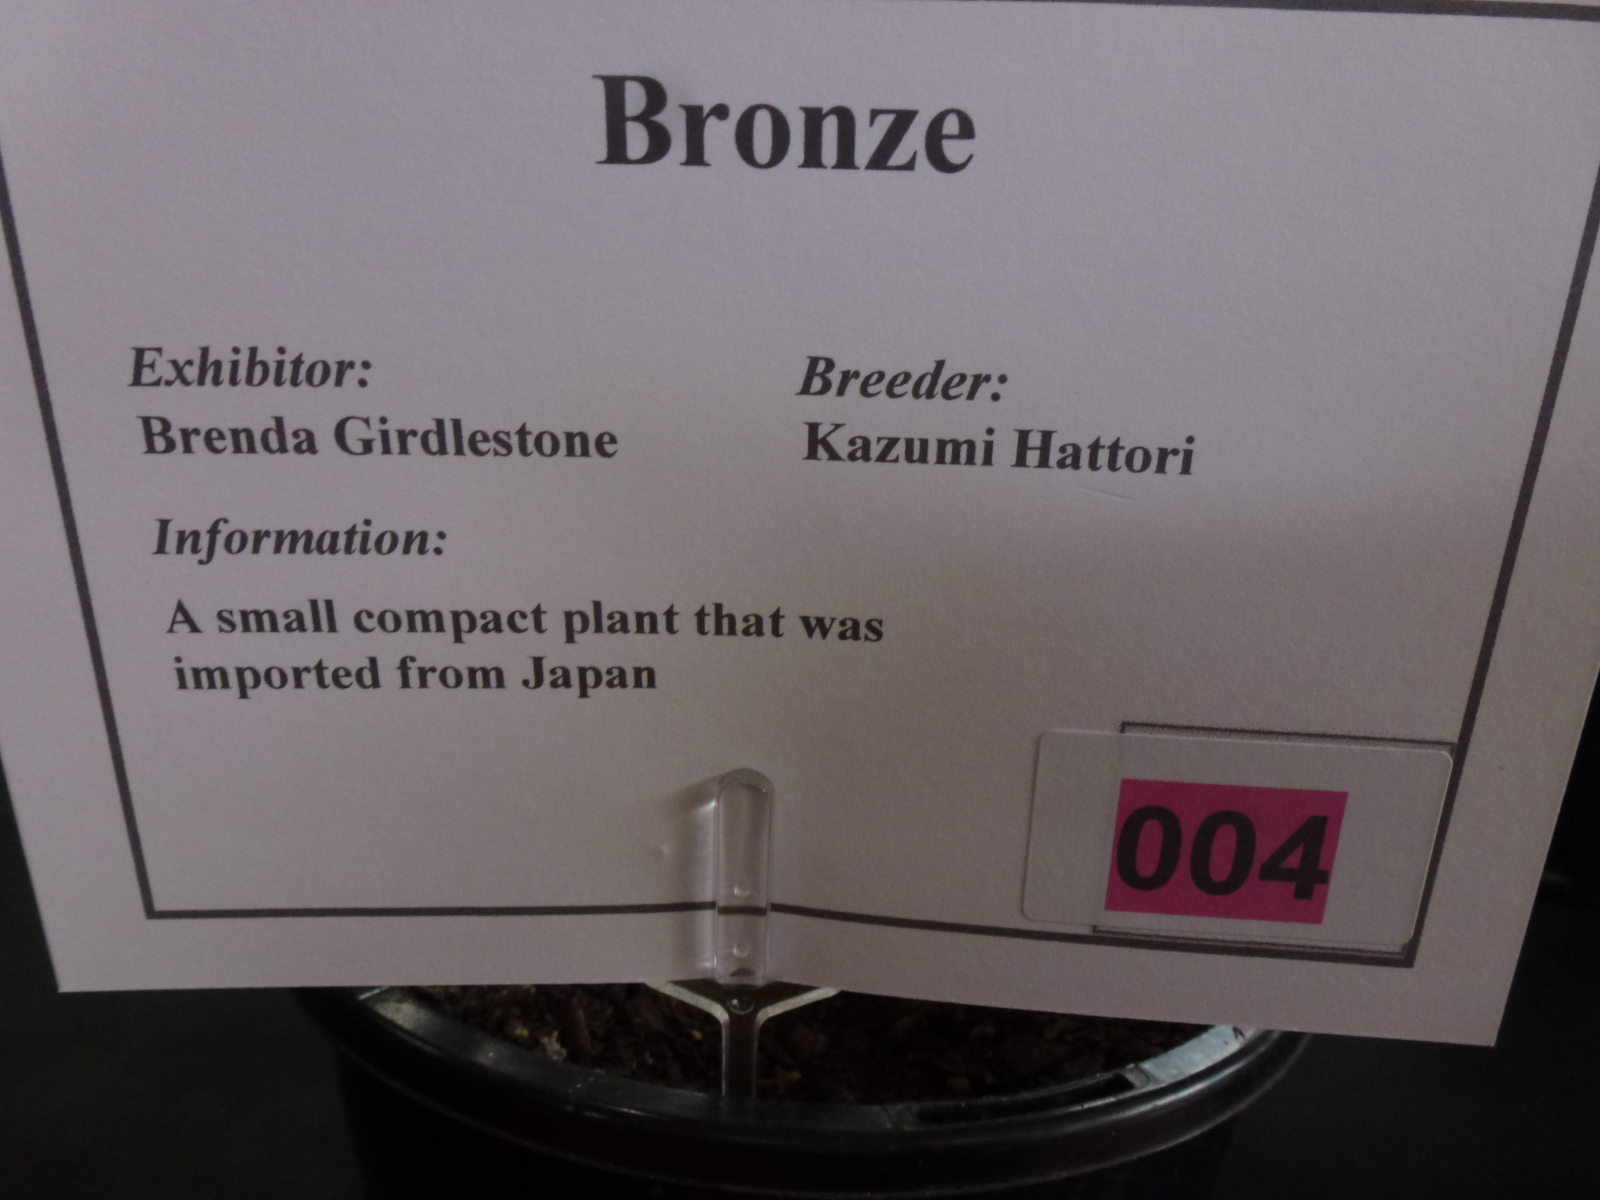 Bronze
Exhibitor:
Brenda Girdlestone
Breeder:
Kazumi Hattori
Information:
A small compact plant that was
imported from Japan
004